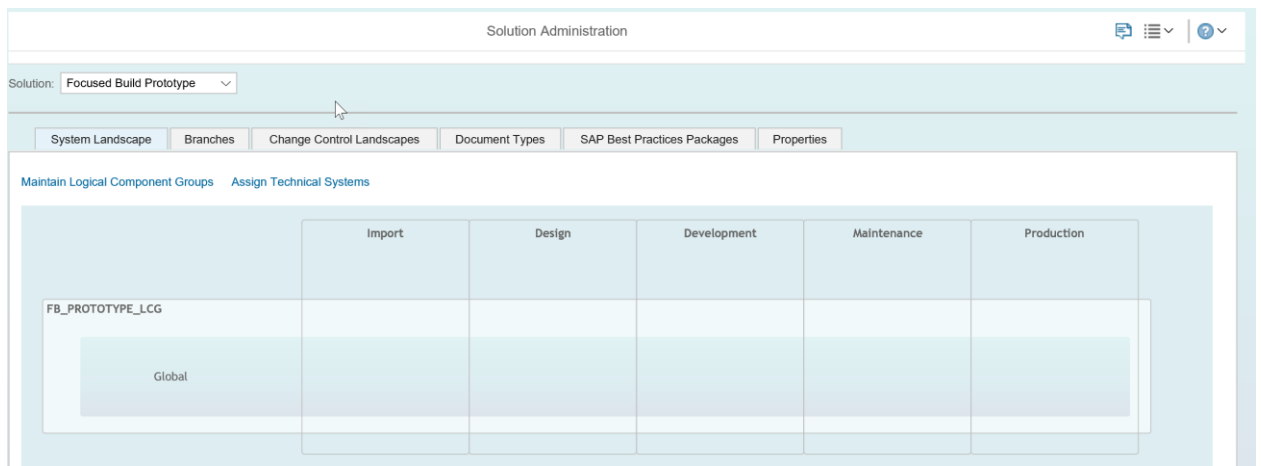 Solution Administration
Solution: Focused Build Prototype
System Landscape Branches Change Control Landscapes Document Types SAP Best Practices Packages Properties
Maintain Logical Component Groups Assign Technical Systems
Import Design Development Maintenance Production
FB_PROTOTYPE_LCG
Global